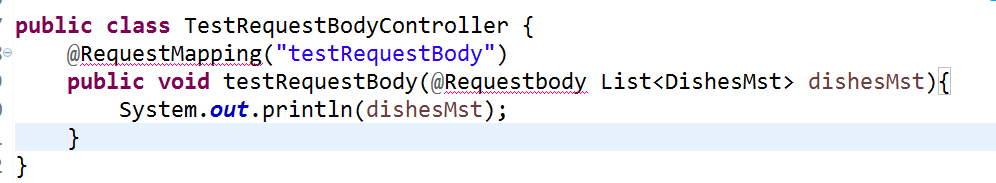 public class TestRequestBodyController {
@RequestMapping("testRequestBody")
public void testRequestBody(@Requestbody List<DishesMst> dishesMst){
System.out.println(dishesMst);
}
}